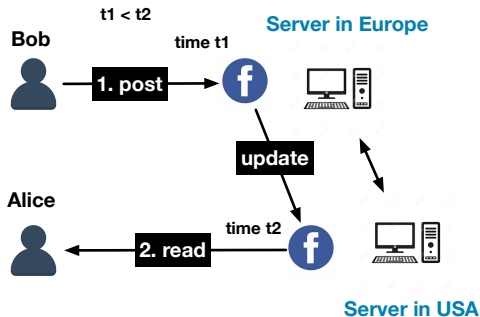 t1 < t2
Server in Europe
Bob
time t1
1. post
f
update
Alice
time t2
f
2. read
Server in USA